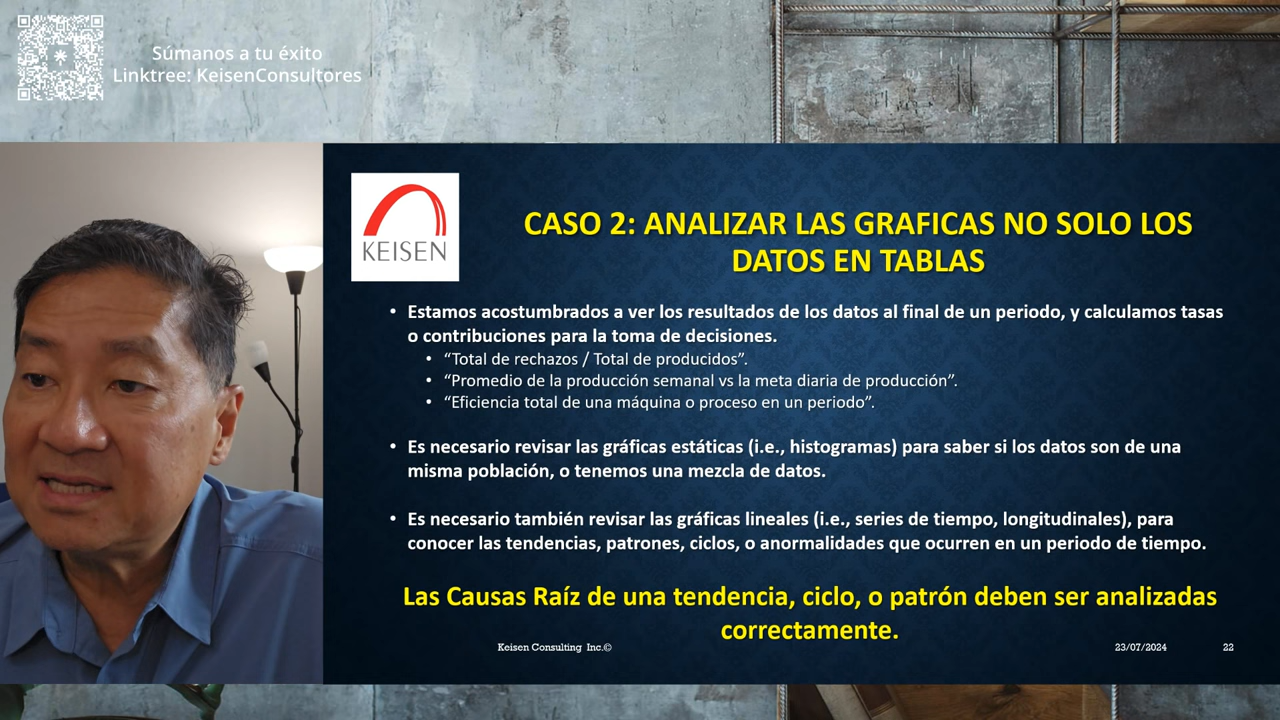 Súmanos a tu éxito
Linktree: KeisenConsultores
KEISEN
CASO 2: ANALIZAR LAS GRAFICAS NO SOLO LOS
DATOS EN TABLAS
• Estamos acostumbrados a ver los resultados de los datos al final de un periodo, y calculamos tasas
o contribuciones para la toma de decisiones.
• “Total de rechazos / Total de producidos”.
• “Promedio de la producción semanal vs la meta diaria de producción”.
• “Eficiencia total de una máquina o proceso en un periodo”.
• Es necesario revisar las gráficas estáticas (i.e., histogramas) para saber si los datos son de una
misma población, o tenemos una mezcla de datos.
• Es necesario también revisar las gráficas lineales (i.e., series de tiempo, longitudinales), para
conocer las tendencias, patrones, ciclos, o anormalidades que ocurren en un periodo de tiempo.
Las Causas Raíz de una tendencia, ciclo, o patrón deben ser analizadas
correctamente.
Keisen Consulting Inc.©
23/07/2024
22